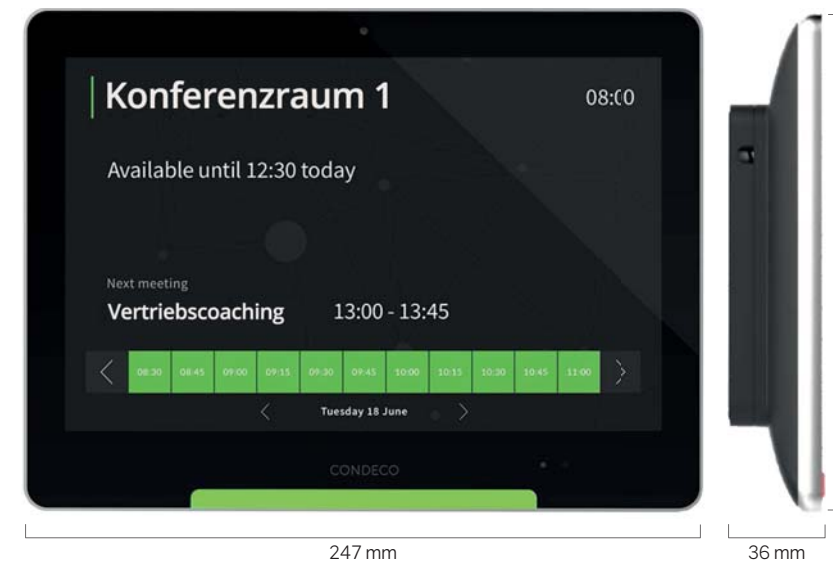 Konferenzraum 1
08:00
Available until 12:30 today
Next meeting
Vertriebscoaching 13:00 - 13:45
08:30 08:45 09:00 09:15 09:30 09:45 10:00 10:15 10:30 10:45 11:00
Tuesday 18 June
CONDECO
247 mm
36 mm